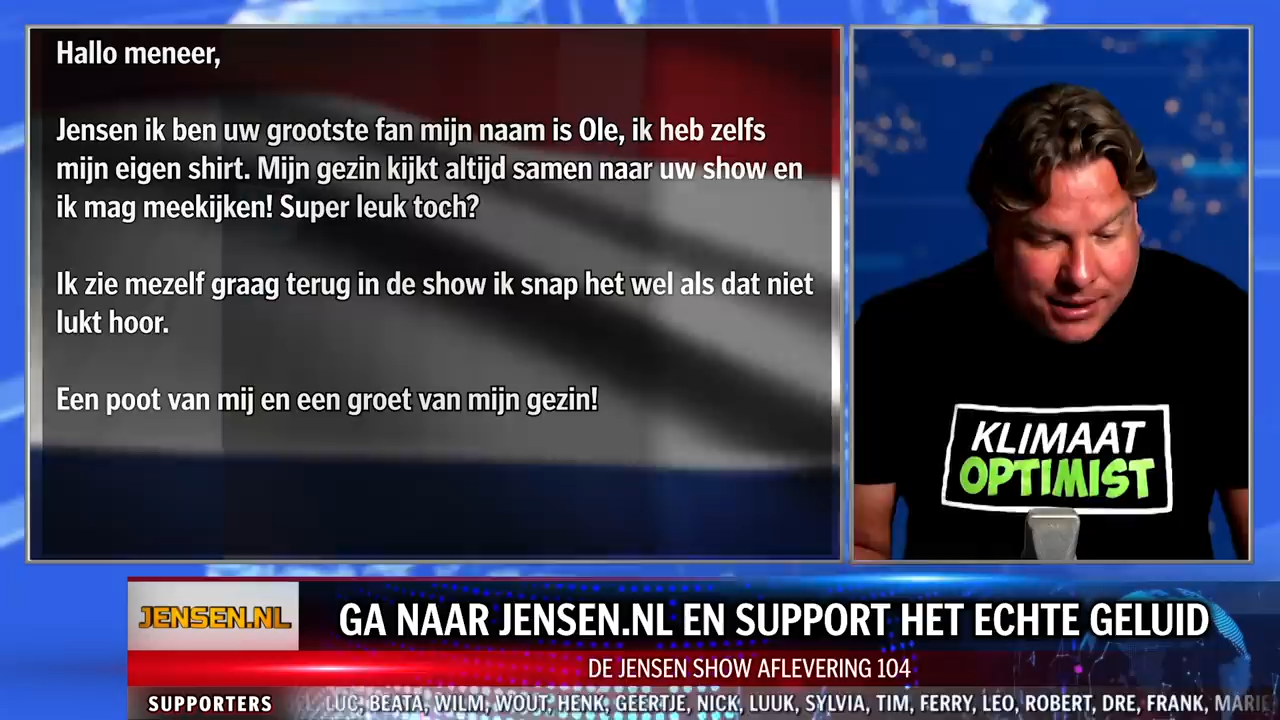 Hallo meneer,
Jensen ik ben uw grootste fan mijn naam is Ole, ik heb zelfs
mijn eigen shirt. Mijn gezin kijkt altijd samen naar uw show en
ik mag meekijken! Super leuk toch?
Ik zie mezelf graag terug in de show ik snap het wel als dat niet
lukt hoor.
Een poot van mij en een groet van mijn gezin!
KLIMAAT
OPTIMIST
JENSEN.NL
GA NAAR JENSEN.NL EN SUPPORT HET ECHTE GELUID
DE JENSEN SHOW AFLEVERING 104
SUPPORTERS
LUC, BEATA, WILM, WOUT, HENK, GEERTJE, NICK, LUUK, SYLVIA, TIM, FERRY, LEO, ROBERT, DRE, FRANK,